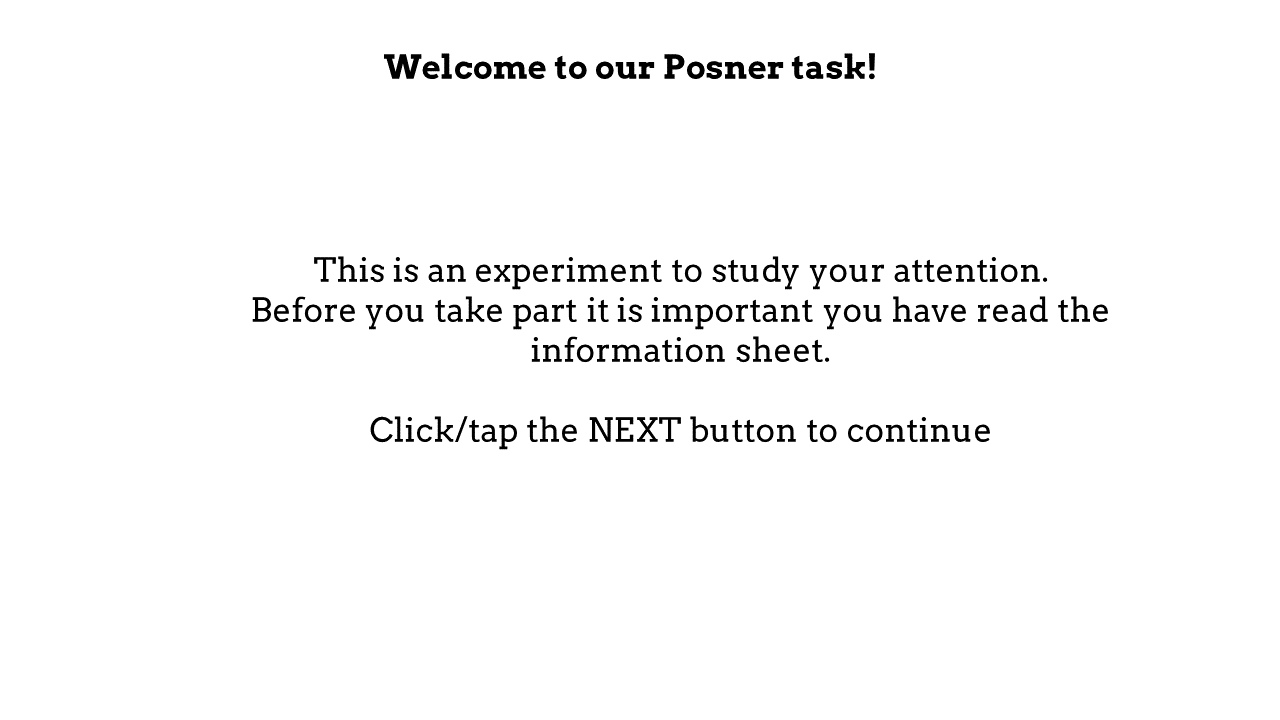 Welcome to our Posner task!
This is an experiment to study your attention.
Before you take part it is important you have read the
information sheet.
Click/tap the NEXT button to continue